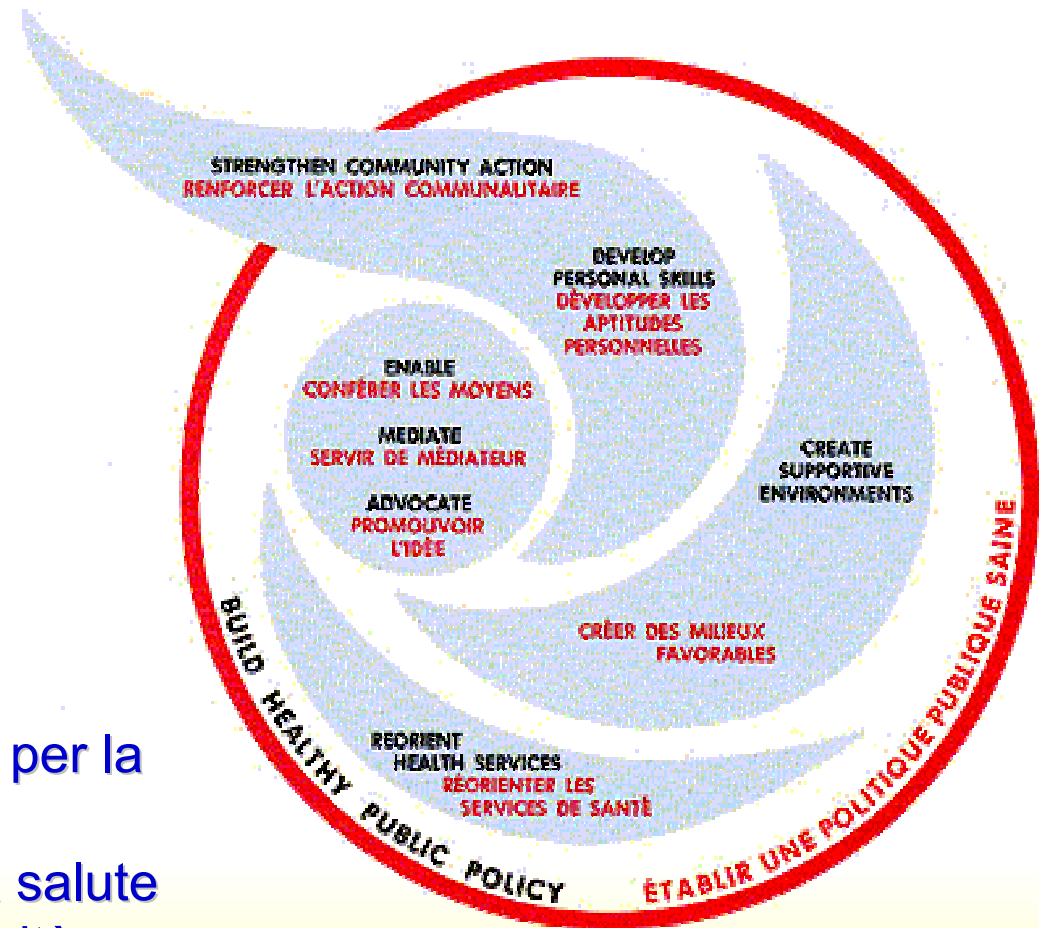 STRENGTHEN COMMUNITY ACTION
RENFORCER L'ACTION COMMUNAUTAIRE
DEVELOP
PERSONAL SKILLS
DÉVELOPPER LES
APTITUDES
PERSONNELLES
ENABLE
CONFÉRER LES MOYENS
MEDIATE
SERVIR DE MÉDIATEUR
ADVOCATE
PROMOUVOIR
L'IDÉE
CREATE
SUPPORTIVE
ENVIRONMENTS
CRÉER DES MILIEUX
FAVORABLES
REORIENT
HEALTH SERVICES
RÉORIENTER LES
SERVICES DE SANTÉ
BUILD HEALTHY PUBLIC POLICY
ÉTABLIR UNE POLITIQUE PUBLIQUE SAINE
per la
salute